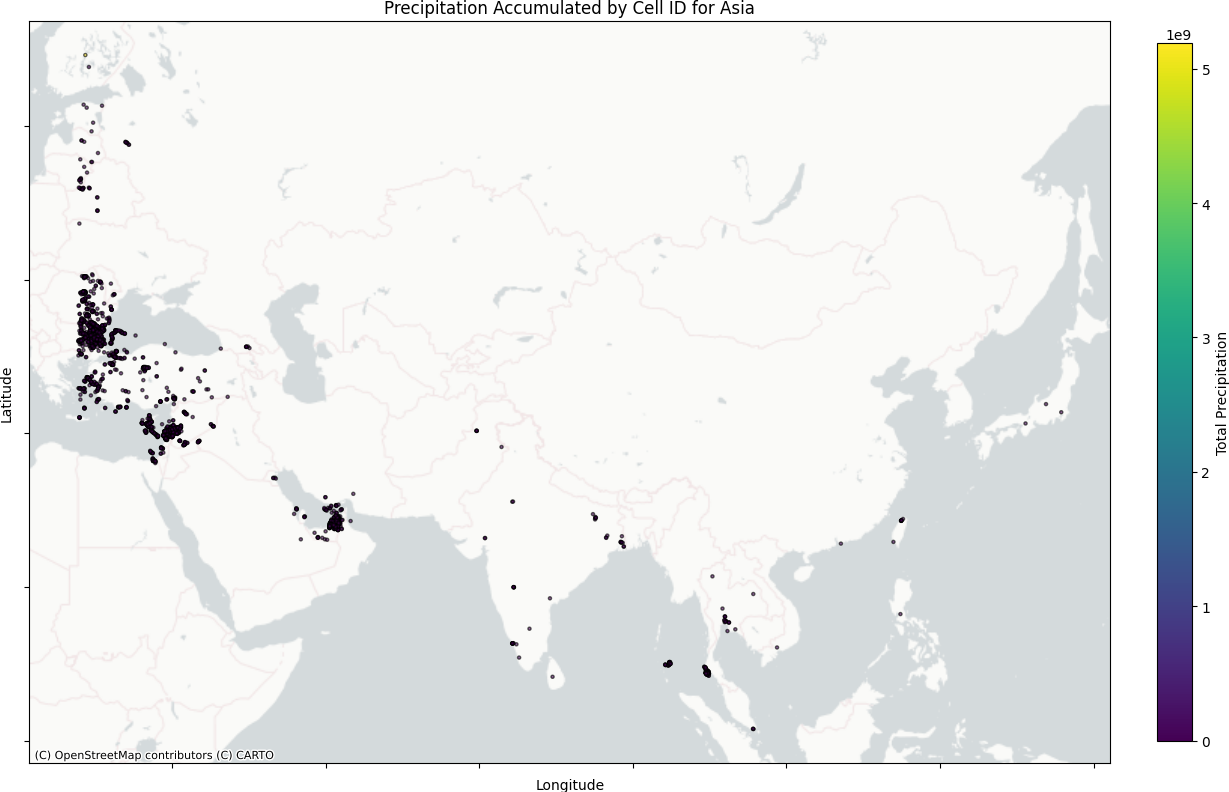 Precipitation Accumulated by Cell ID for Asia
1e9
5
4
3
2
1
0
Total Precipitation
Latitude
(C) OpenStreetMap contributors (C) CARTO
Longitude